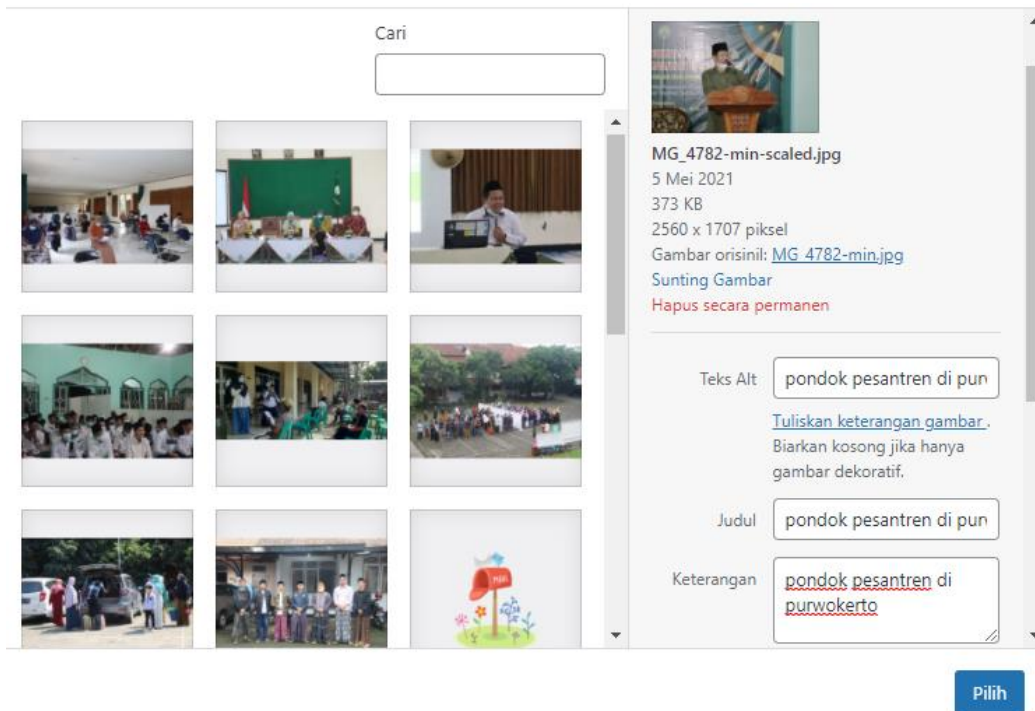 Cari
MG_4782-min-scaled.jpg
5 Mei 2021
373 KB
2560 x 1707 piksel
Gambar orisinil: MG_4782-min.jpg
Sunting Gambar
Hapus secara permanen
Teks Alt
pondok pesantren di pur
Tuliskan keterangan gambar .
Biarkan kosong jika hanya
gambar dekoratif.
Judul
pondok pesantren di pur
Keterangan
pondok pesantren di
purwokerto
Pilih